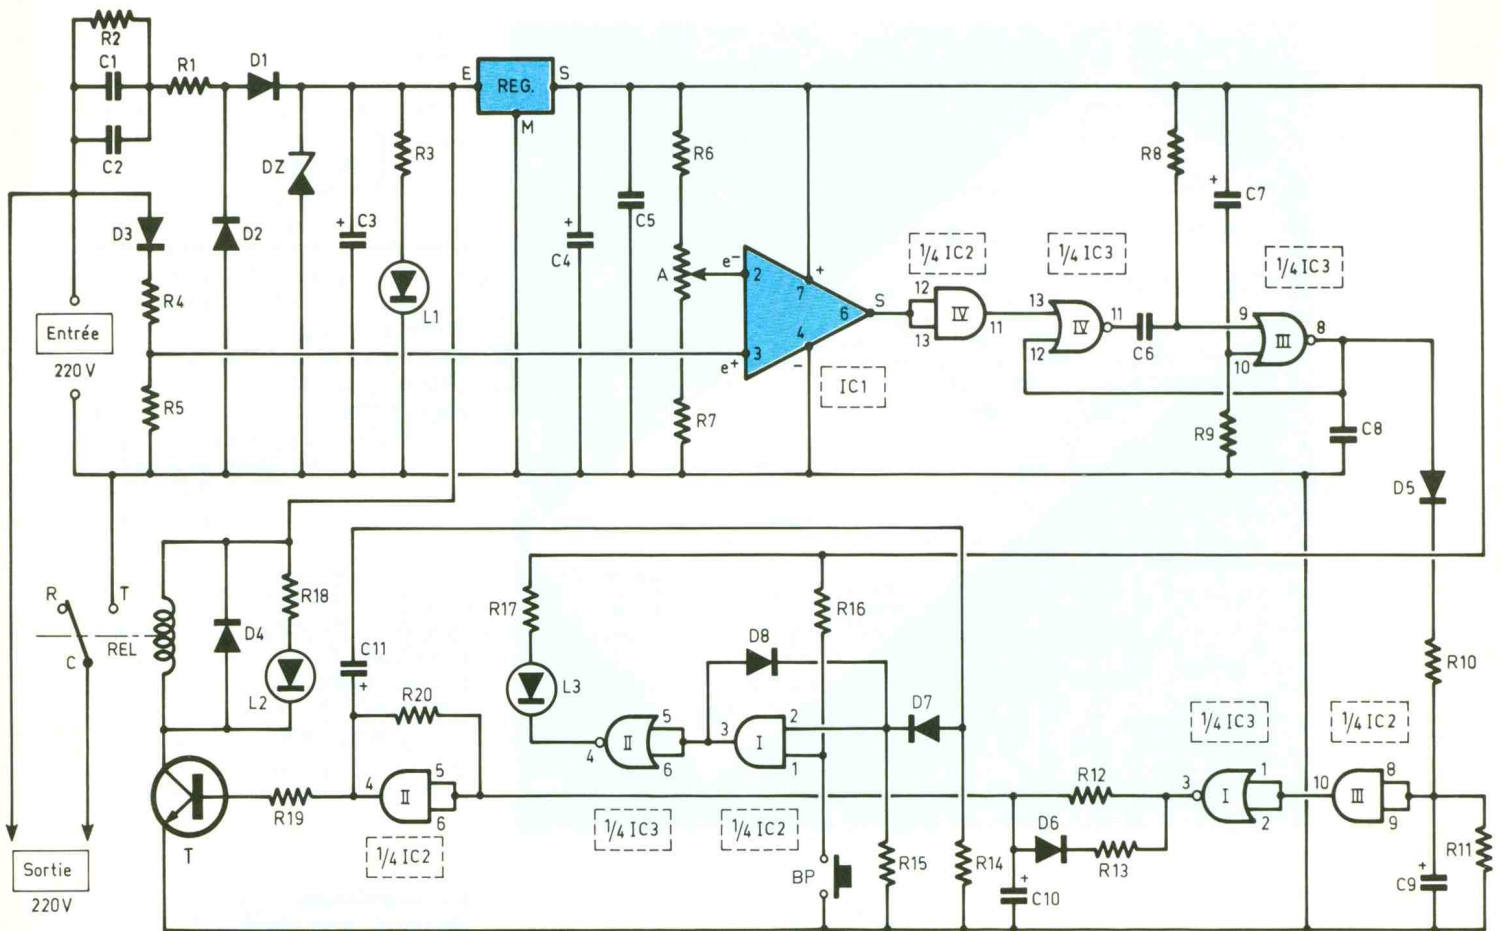 R2
C1
R1
D1
E
REG.
S
M
C2
DZ
R3
R6
R8
+
C7
D3
D2
+
C3
+
C4
C5
A
e-
2
7
+
6
S
4
3
e+
-
IC1
1/4 IC2
12
13
IV
11
1/4 IC3
13
12
IV
11
C6
1/4 IC3
9
10
III
8
R4
L1
Entrée
220 V
R5
R7
R9
C8
D5
R
T
C
REL
D4
R18
L2
C11
+
R20
R17
L3
R16
D8
D7
R10
1/4 IC3
1/4 IC2
4
II
5
6
3
I
2
1
T
R19
4
II
5
6
1/4 IC2
1/4 IC3
1/4 IC2
R12
3
I
1
2
10
III
8
9
D6
R13
BP
R15
R14
+
C10
+
C9
R11
Sortie
220 V